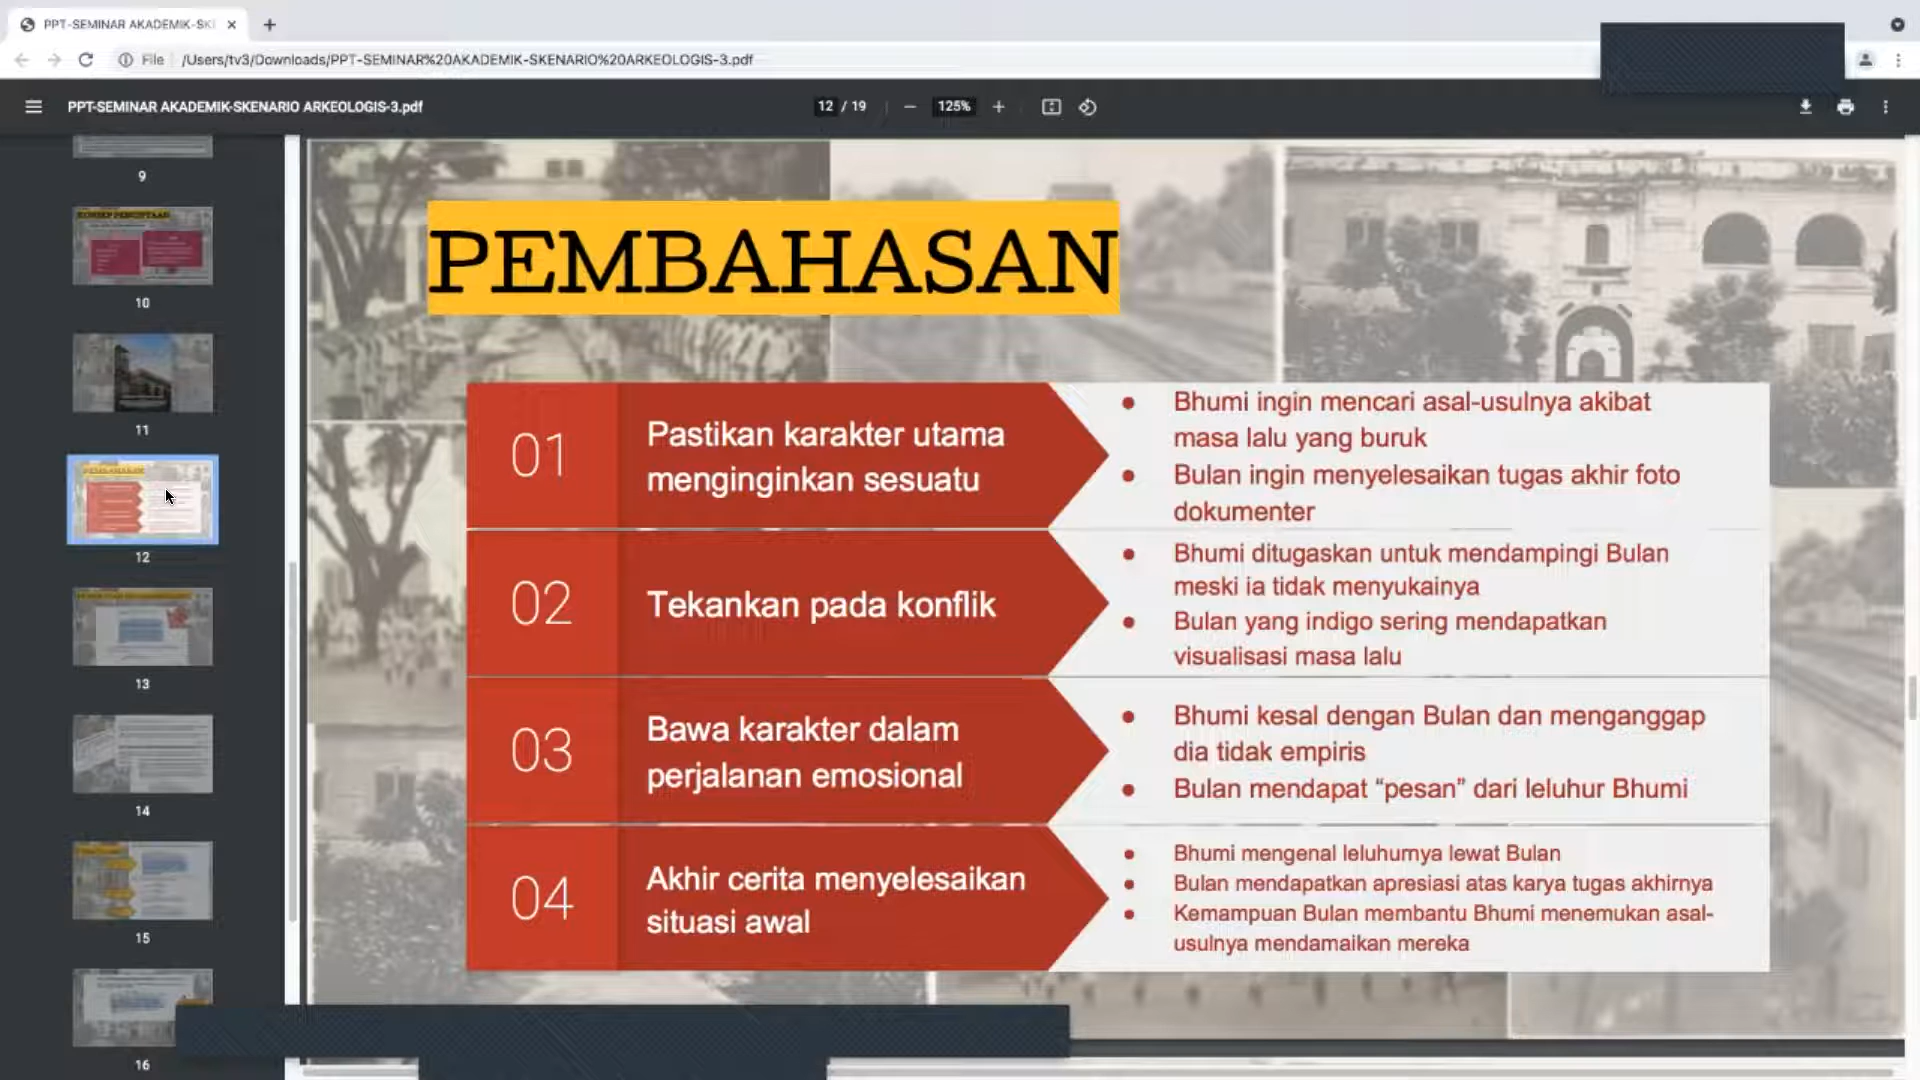 PPT-SEMINAR AKADEMIK-SK
File /Users/tv3/Downloads/PPT-SEMINAR%20AKADEMIK-SKENARIO%20ARKEOLOGIS-3.pdf
PPT-SEMINAR AKADEMIK-SKENARIO ARKEOLOGIS-3.pdf
12 / 19
125%
9
10
11
12
13
14
15
16
PEMBAHASAN
01
Pastikan karakter utama
menginginkan sesuatu
Bhumi ingin mencari asal-usulnya akibat
masa lalu yang buruk
Bulan ingin menyelesaikan tugas akhir foto
dokumenter
02
Tekankan pada konflik
Bhumi ditugaskan untuk mendampingi Bulan
meski ia tidak menyukainya
Bulan yang indigo sering mendapatkan
visualisasi masa lalu
03
Bawa karakter dalam
perjalanan emosional
Bhumi kesal dengan Bulan dan menganggap
dia tidak empiris
Bulan mendapat “pesan” dari leluhur Bhumi
04
Akhir cerita menyelesaikan
situasi awal
Bhumi mengenal leluhurnya lewat Bulan
Bulan mendapatkan apresiasi atas karya tugas akhirnya
Kemampuan Bulan membantu Bhumi menemukan asal-
usulnya mendamaikan mereka